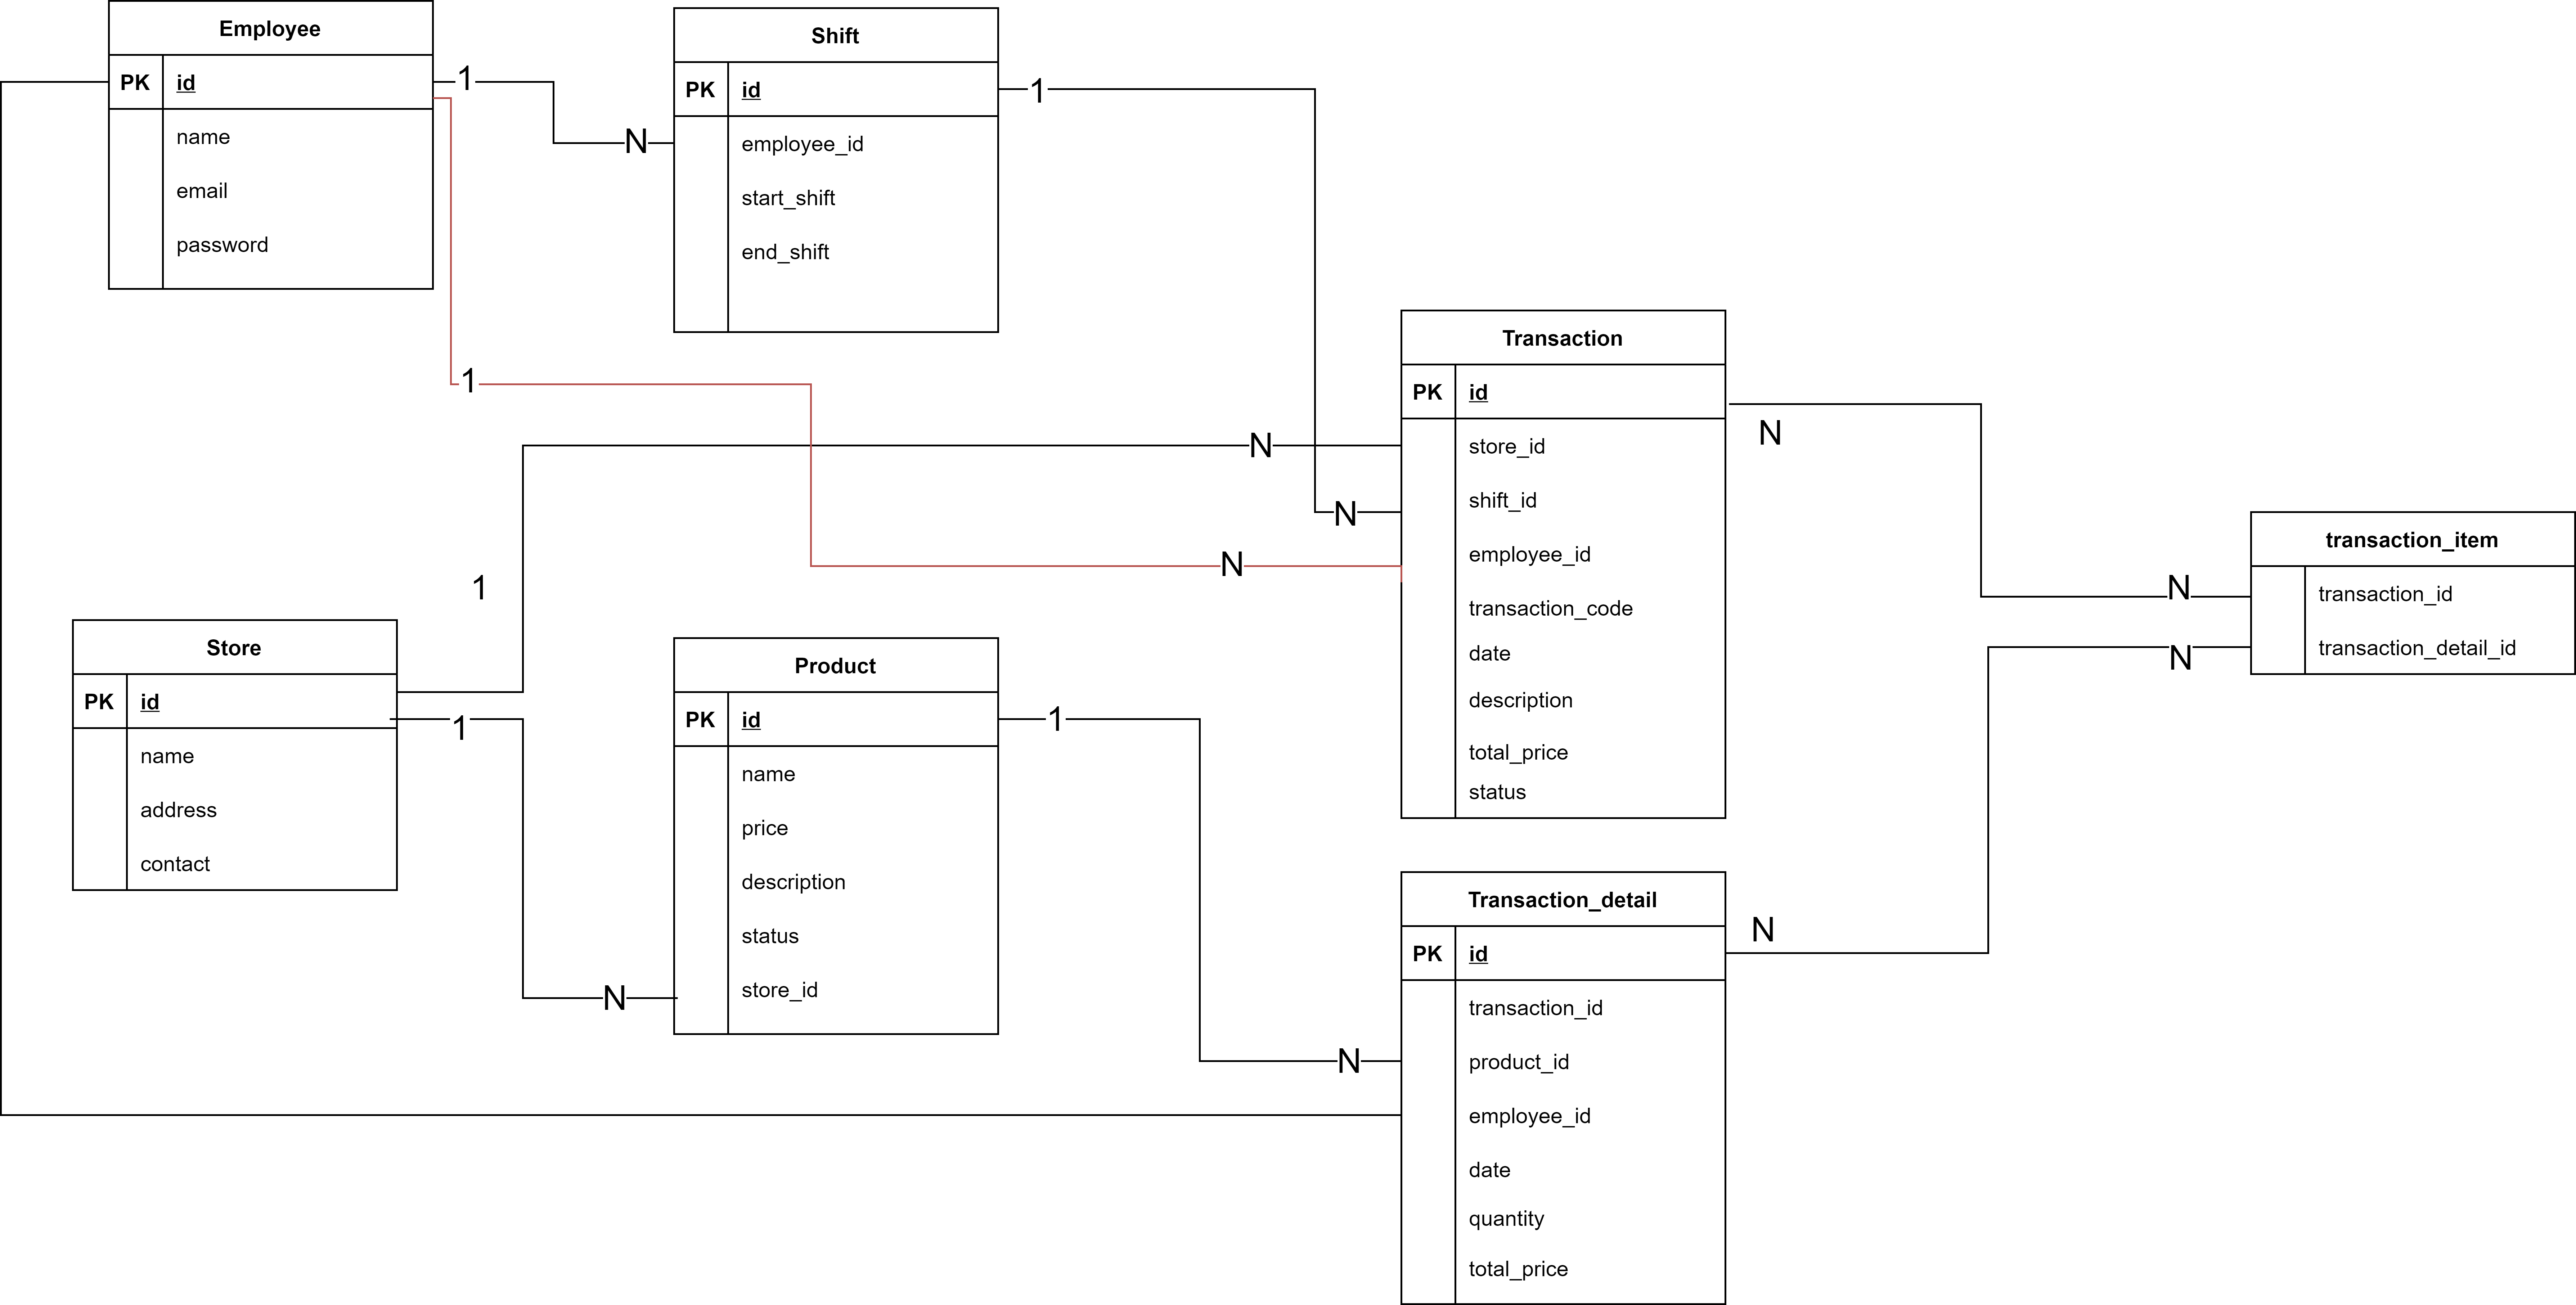 Employee
PK id
name
email
password
Shift
PK id
employee_id
start_shift
end_shift
1
N
1
1
N
N
N
1
Transaction
PK id
store_id
shift_id
employee_id
transaction_code
date
description
total_price
status
N
N
N
transaction_item
transaction_id
transaction_detail_id
Store
PK id
name
address
contact
1
N
Product
PK id
name
price
description
status
store_id
1
N
Transaction_detail
PK id
transaction_id
product_id
employee_id
date
quantity
total_price
N